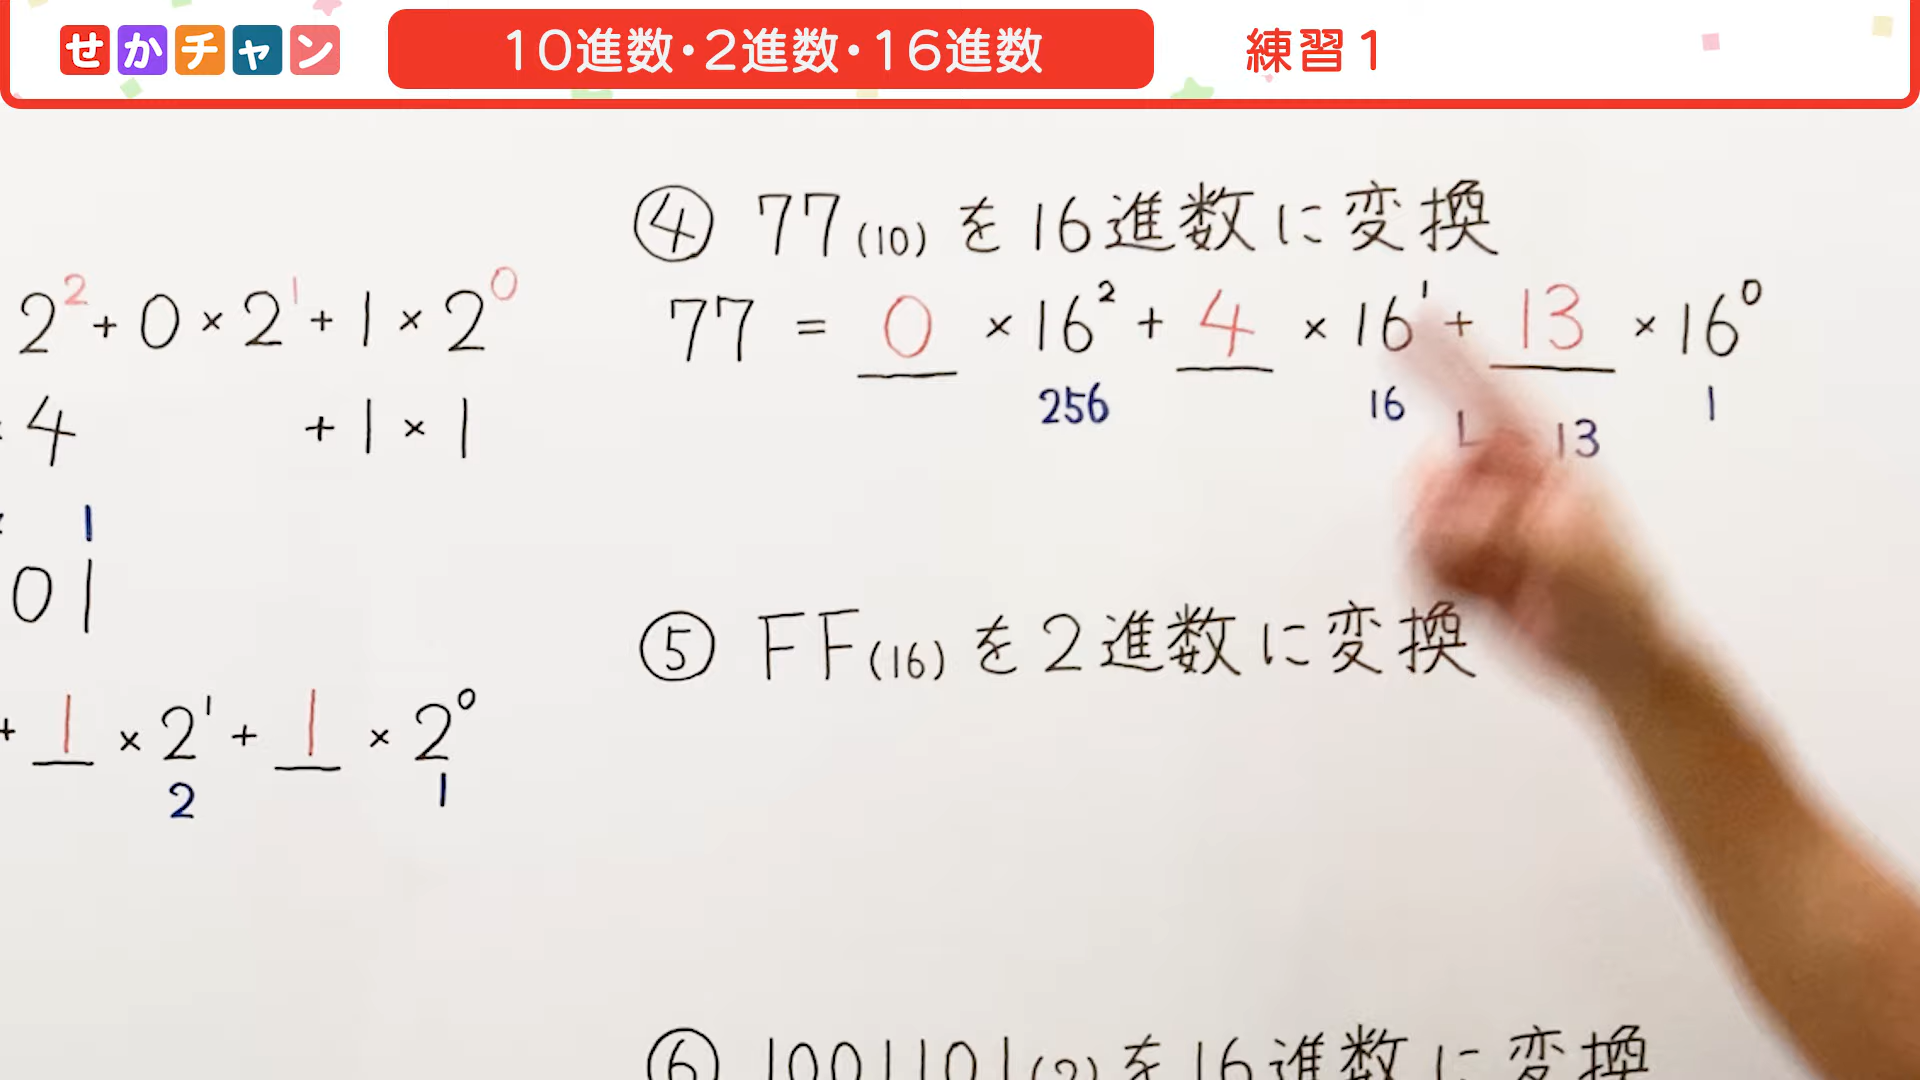 せかチャン
10進数・2進数・16進数
練習1
2² + 0 × 2¹ + 1 × 2⁰
4 + 1 × 1
1
01
+ 1 × 2¹ + 1 × 2⁰
2 1
④ 77(10) を16進数に変換
77 = 0 × 16² + 4 × 16¹ + 13 × 16⁰
256 16 1
13
⑤ FF(16) を2進数に変換
⑥ 1001101(2) を16進数に変換